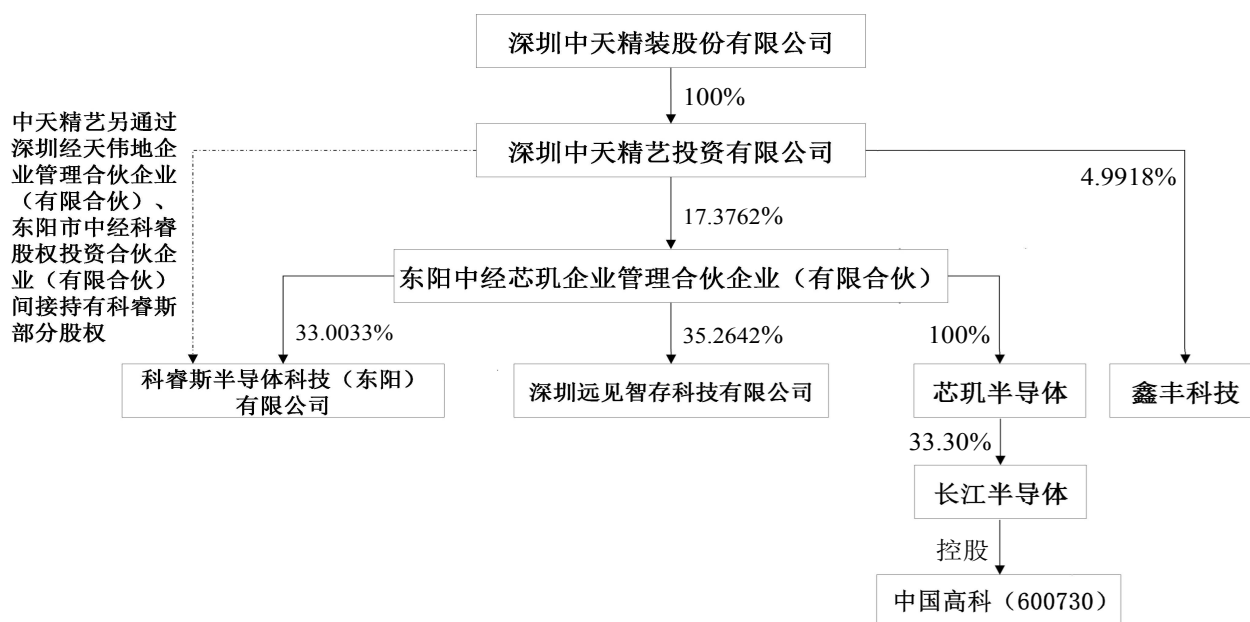 深圳中天精装股份有限公司
100%
中天精艺另通过
深圳经天伟地企
业管理合伙企业
（有限合伙）、
东阳市中经科睿
股权投资合伙企
业（有限合伙）
间接持有科睿斯
部分股权
深圳中天精艺投资有限公司
4.9918%
17.3762%
东阳中经芯玑企业管理合伙企业（有限合伙）
33.0033%
35.2642%
100%
科睿斯半导体科技（东阳）
有限公司
深圳远见智存科技有限公司
芯玑半导体
鑫丰科技
33.30%
长江半导体
控股
中国高科（600730）